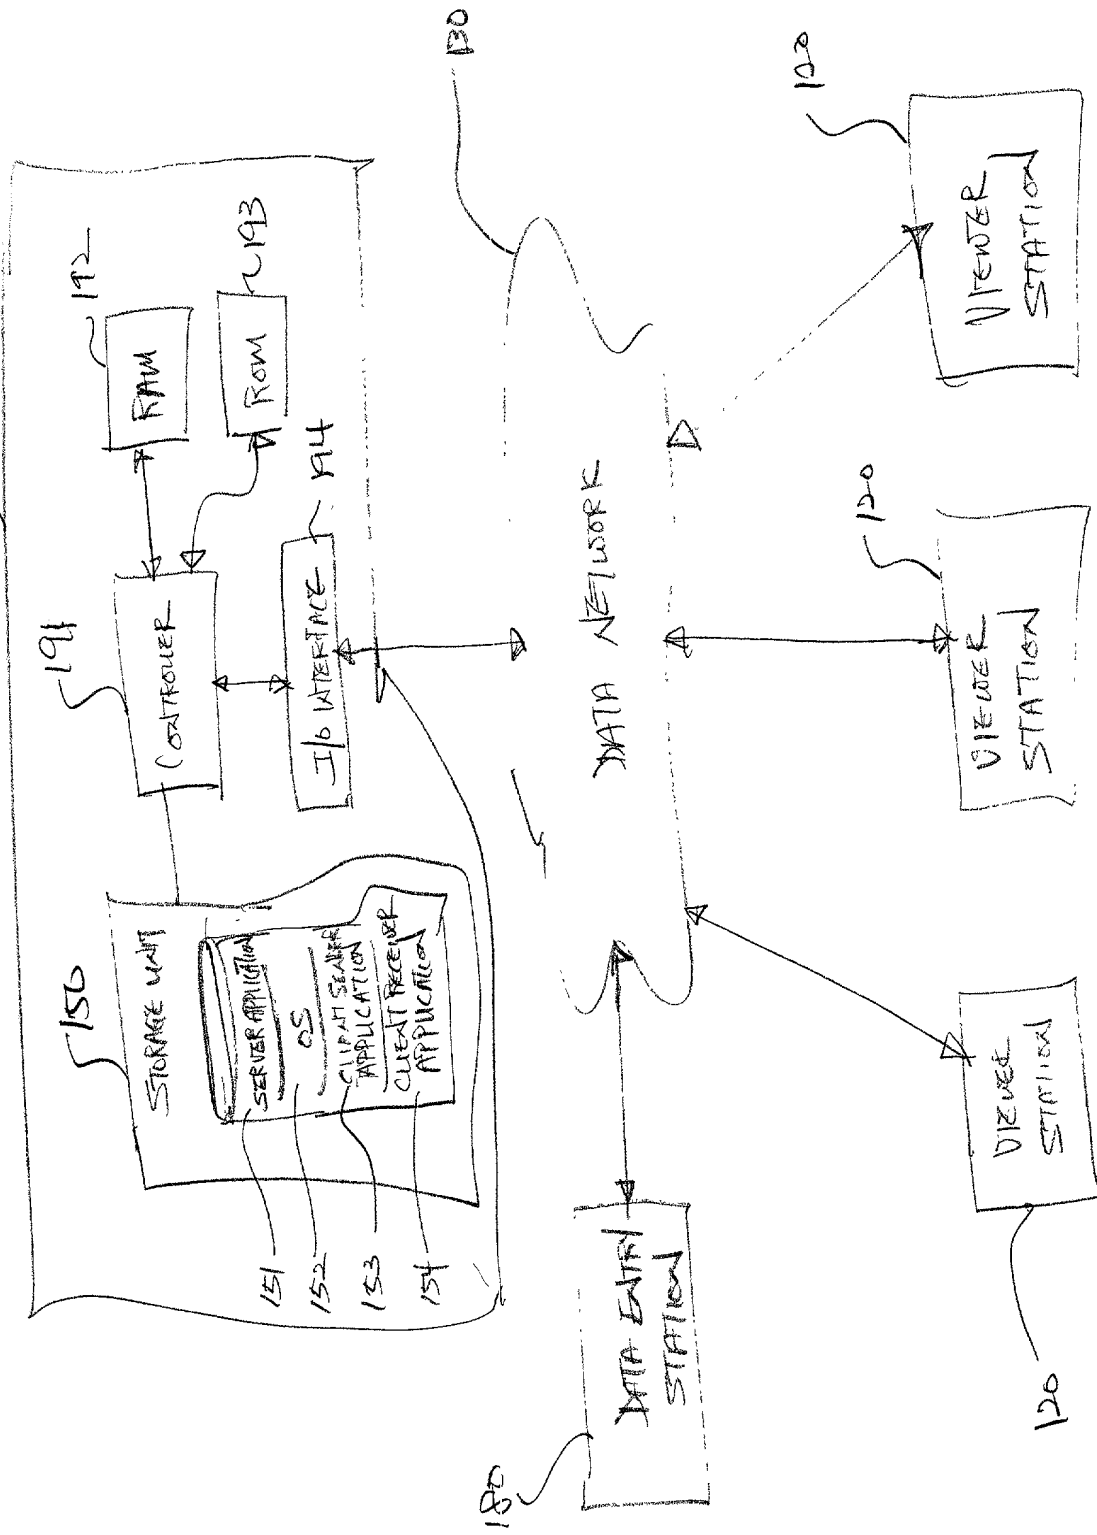 150
STORAGE UNIT
SERVER APPLICATION
OS
CLIENT SENDER
APPLICATION
CLIENT RECEIVER
APPLICATION
151
152
153
154
191
CONTROLLER
192
RAM
193
ROM
194
I/O INTERFACE
130
DATA NETWORK
180
DATA ENTRY
STATION
120
VIEWER
STATION
120
VIEWER
STATION
120
VIEWER
STATION